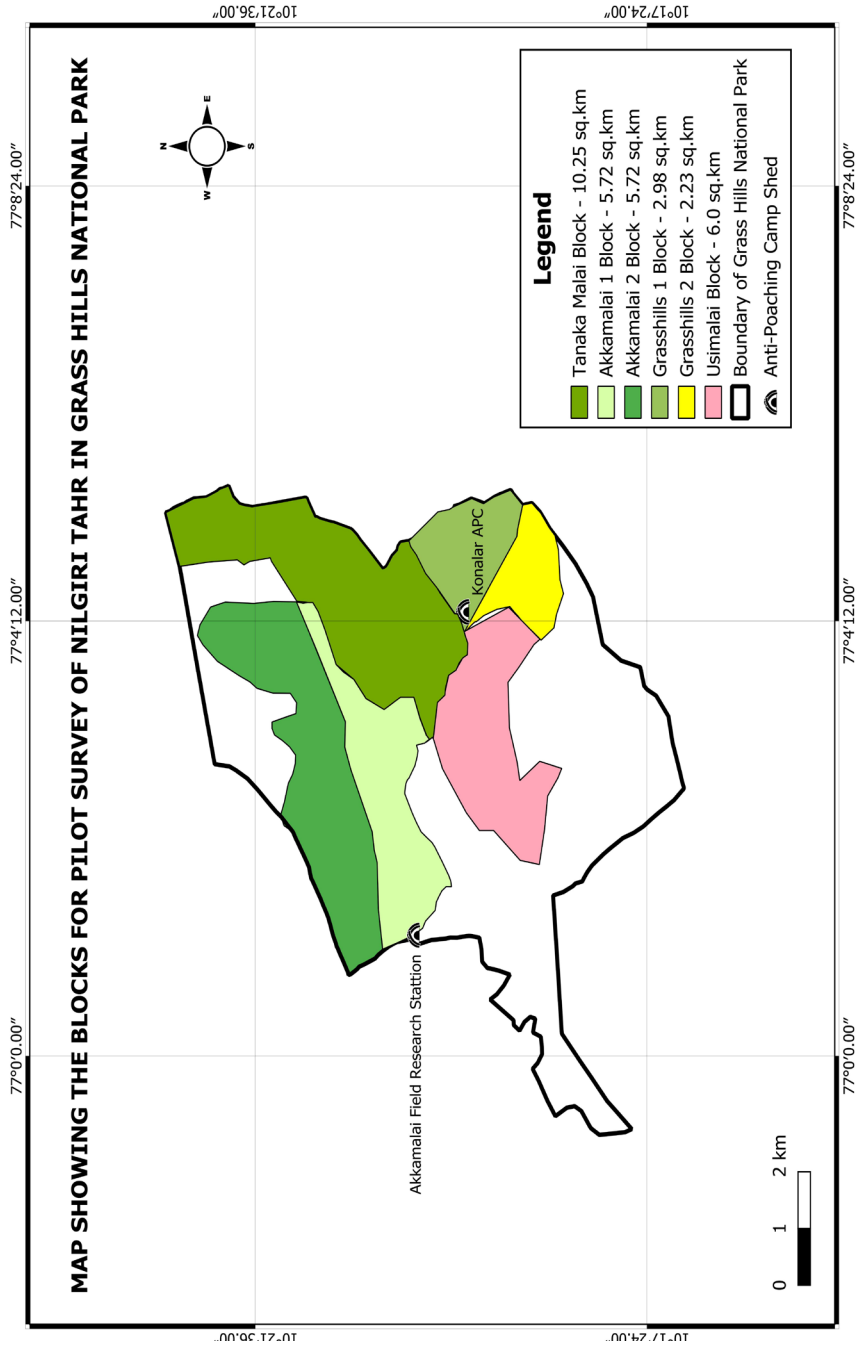 MAP SHOWING THE BLOCKS FOR PILOT SURVEY OF NILGIRI TAHR IN GRASS HILLS NATIONAL PARK
77°0′0.00″
77°4′12.00″
77°8′24.00″
10°21′36.00″
10°21′36.00″
N
W
E
S
Akkamalai Field Research Stattion
Konalar APC
Legend
Tanaka Malai Block - 10.25 sq.km
Akkamalai 1 Block - 5.72 sq.km
Akkamalai 2 Block - 5.72 sq.km
Grasshills 1 Block - 2.98 sq.km
Grasshills 2 Block - 2.23 sq.km
Usimalai Block - 6.0 sq.km
Boundary of Grass Hills National Park
Anti-Poaching Camp Shed
10°17′24.00″
10°17′24.00″
0 1 2 km
77°0′0.00″
77°4′12.00″
77°8′24.00″